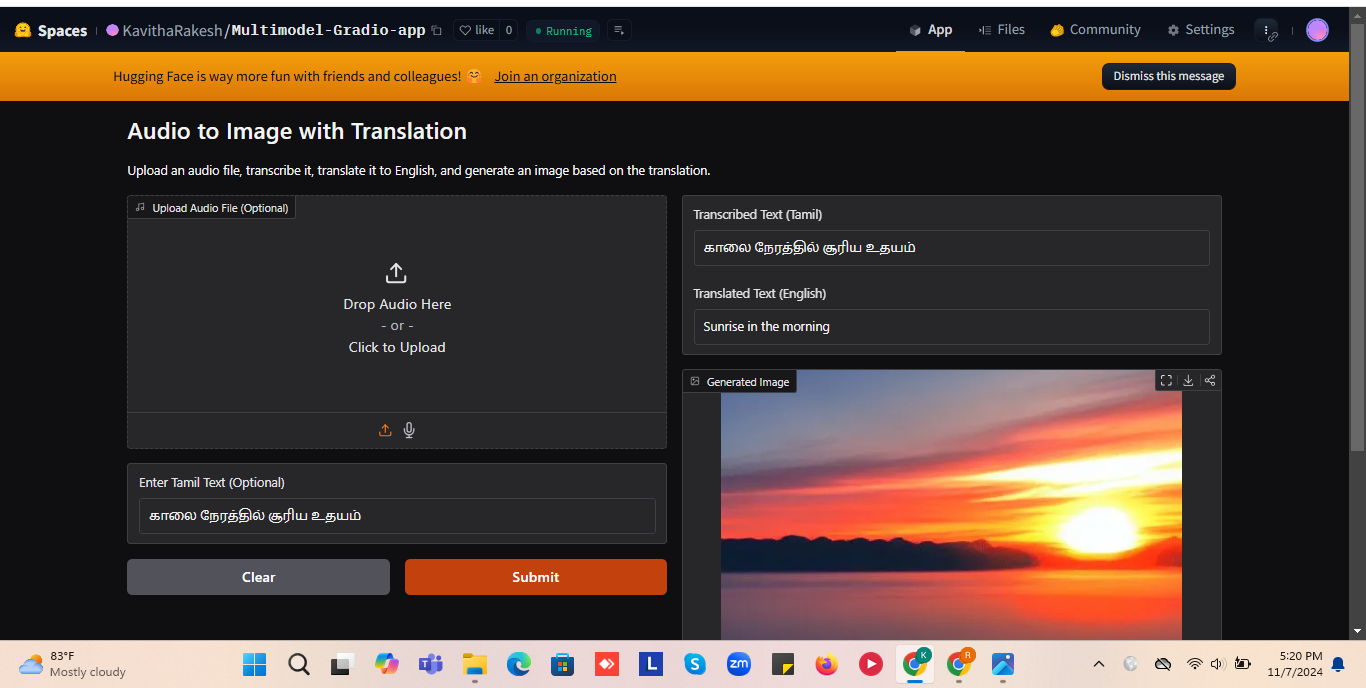 Spaces KavithaRakesh/Multimodel-Gradio-app like 0 Running App Files Community Settings
Hugging Face is way more fun with friends and colleagues! Join an organization Dismiss this message
Audio to Image with Translation
Upload an audio file, transcribe it, translate it to English, and generate an image based on the translation.
Upload Audio File (Optional)
Drop Audio Here
- or -
Click to Upload
Enter Tamil Text (Optional)
காலை நேரத்தில் சூரிய உதயம்
Clear Submit
Transcribed Text (Tamil)
காலை நேரத்தில் சூரிய உதயம்
Translated Text (English)
Sunrise in the morning
Generated Image
83°F
Mostly cloudy
L S zm K R
5:20 PM
11/7/2024